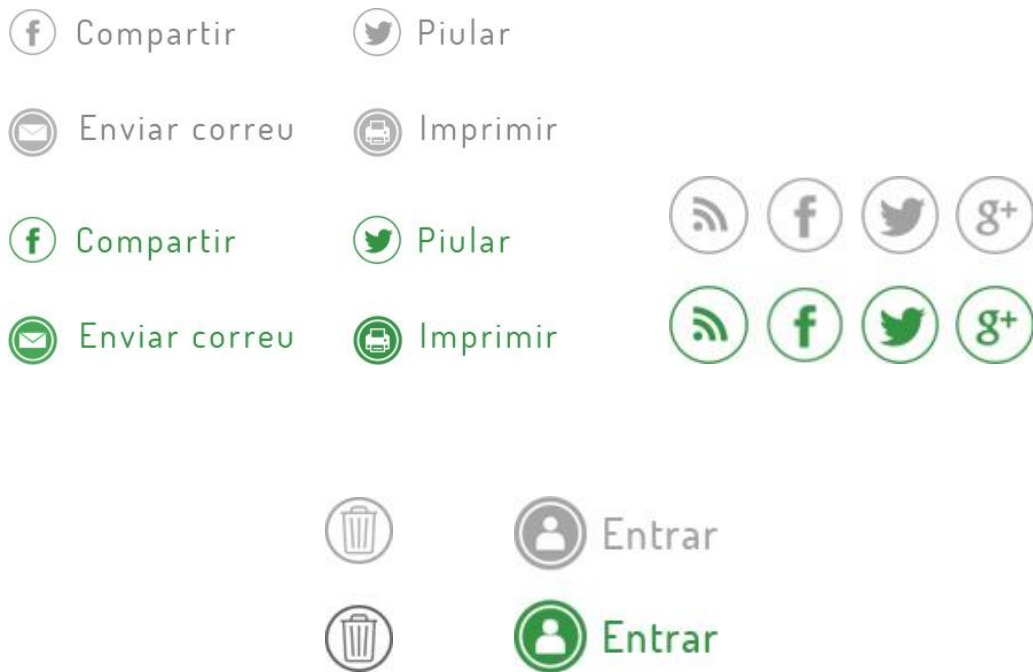 Compartir Piular
Enviar correu Imprimir
g+
Compartir Piular
g+
Enviar correu Imprimir
Entrar
Entrar